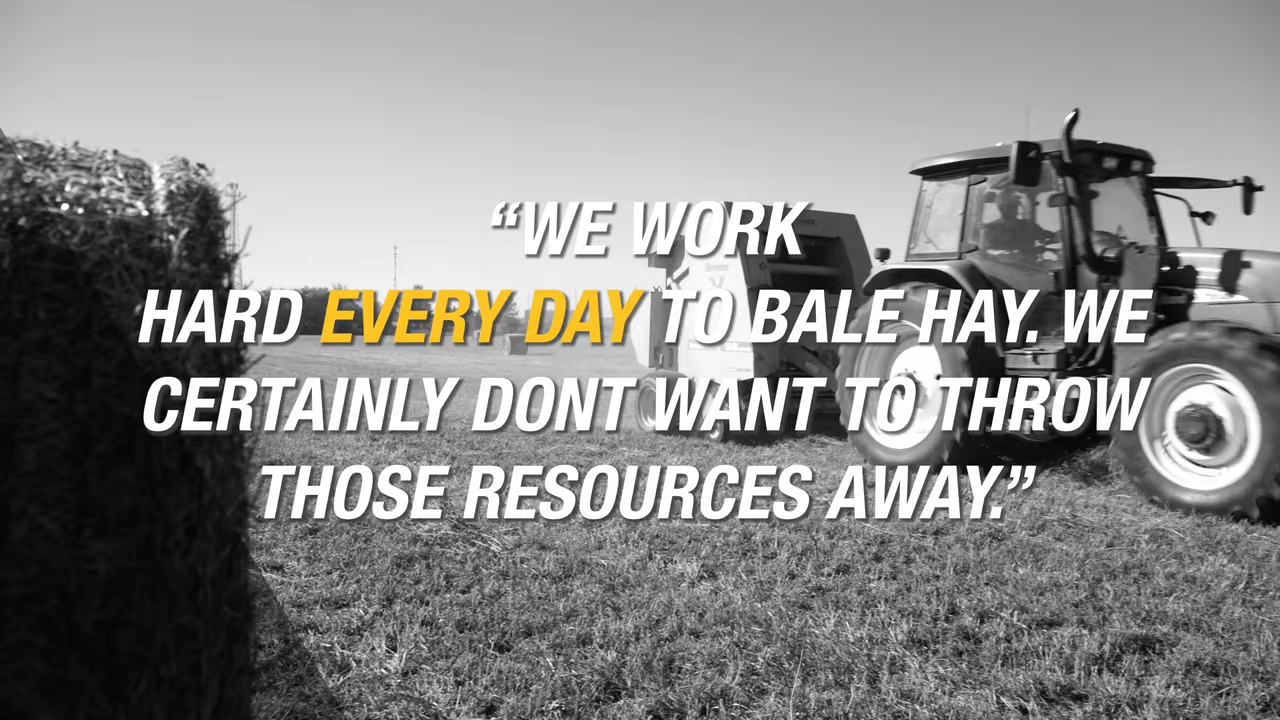 “WE WORK
HARD EVERY DAY TO BALE HAY. WE
CERTAINLY DONT WANT TO THROW
THOSE RESOURCES AWAY.”